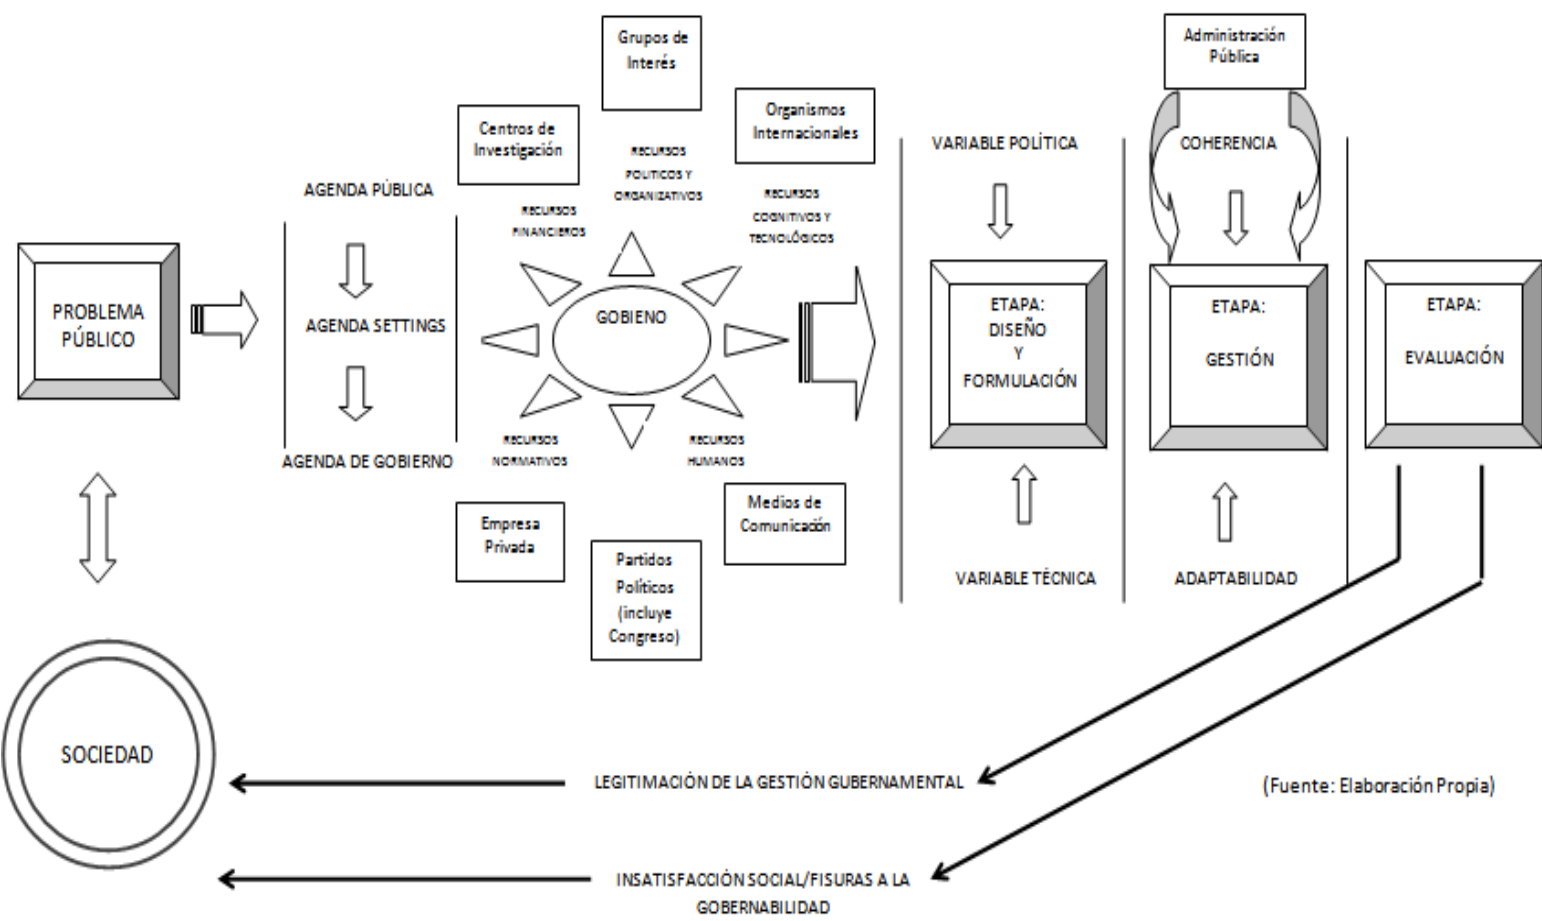 Grupos de
Interés
Administración
Pública
Centros de
Investigación
Organismos
Internacionales
VARIABLE POLÍTICA
COHERENCIA
RECURSOS
POLITICOS Y
ORGANIZATIVOS
AGENDA PÚBLICA
RECURSOS
FINANCIEROS
RECURSOS
COGNITIVOS Y
TECNOLÓGICOS
PROBLEMA
PÚBLICO
AGENDA SETTINGS
GOBIENO
ETAPA:
DISEÑO
Y
FORMULACIÓN
ETAPA:
GESTIÓN
ETAPA:
EVALUACIÓN
AGENDA DE GOBIERNO
RECURSOS
NORMATIVOS
RECURSOS
HUMANOS
Empresa
Privada
Partidos
Políticos
(incluye
Congreso)
Medios de
Comunicación
VARIABLE TÉCNICA
ADAPTABILIDAD
SOCIEDAD
LEGITIMACIÓN DE LA GESTIÓN GUBERNAMENTAL
(Fuente: Elaboración Propia)
INSATISFACCIÓN SOCIAL/FISURAS A LA
GOBERNABILIDAD